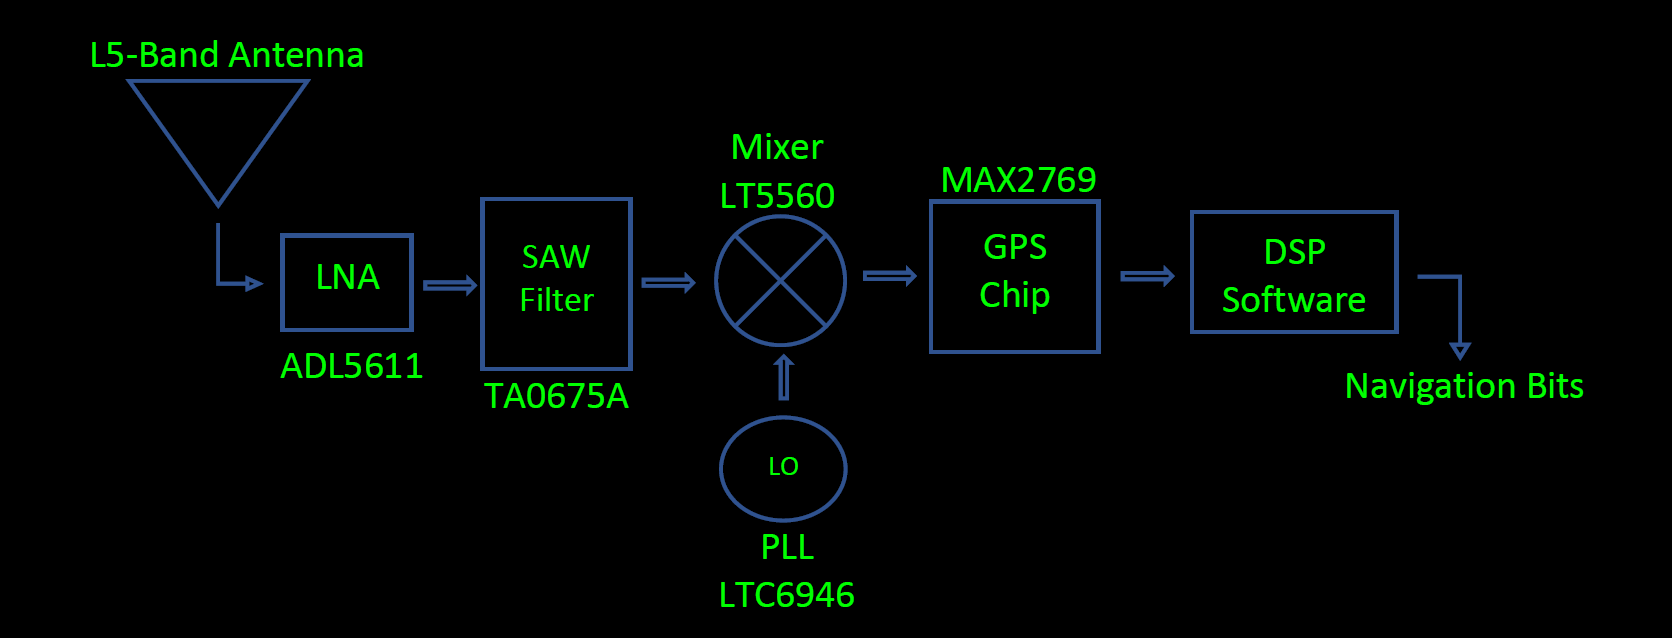 L5-Band Antenna
LNA
ADL5611
SAW
Filter
TA0675A
Mixer
LT5560
LO
PLL
LTC6946
MAX2769
GPS
Chip
DSP
Software
Navigation Bits